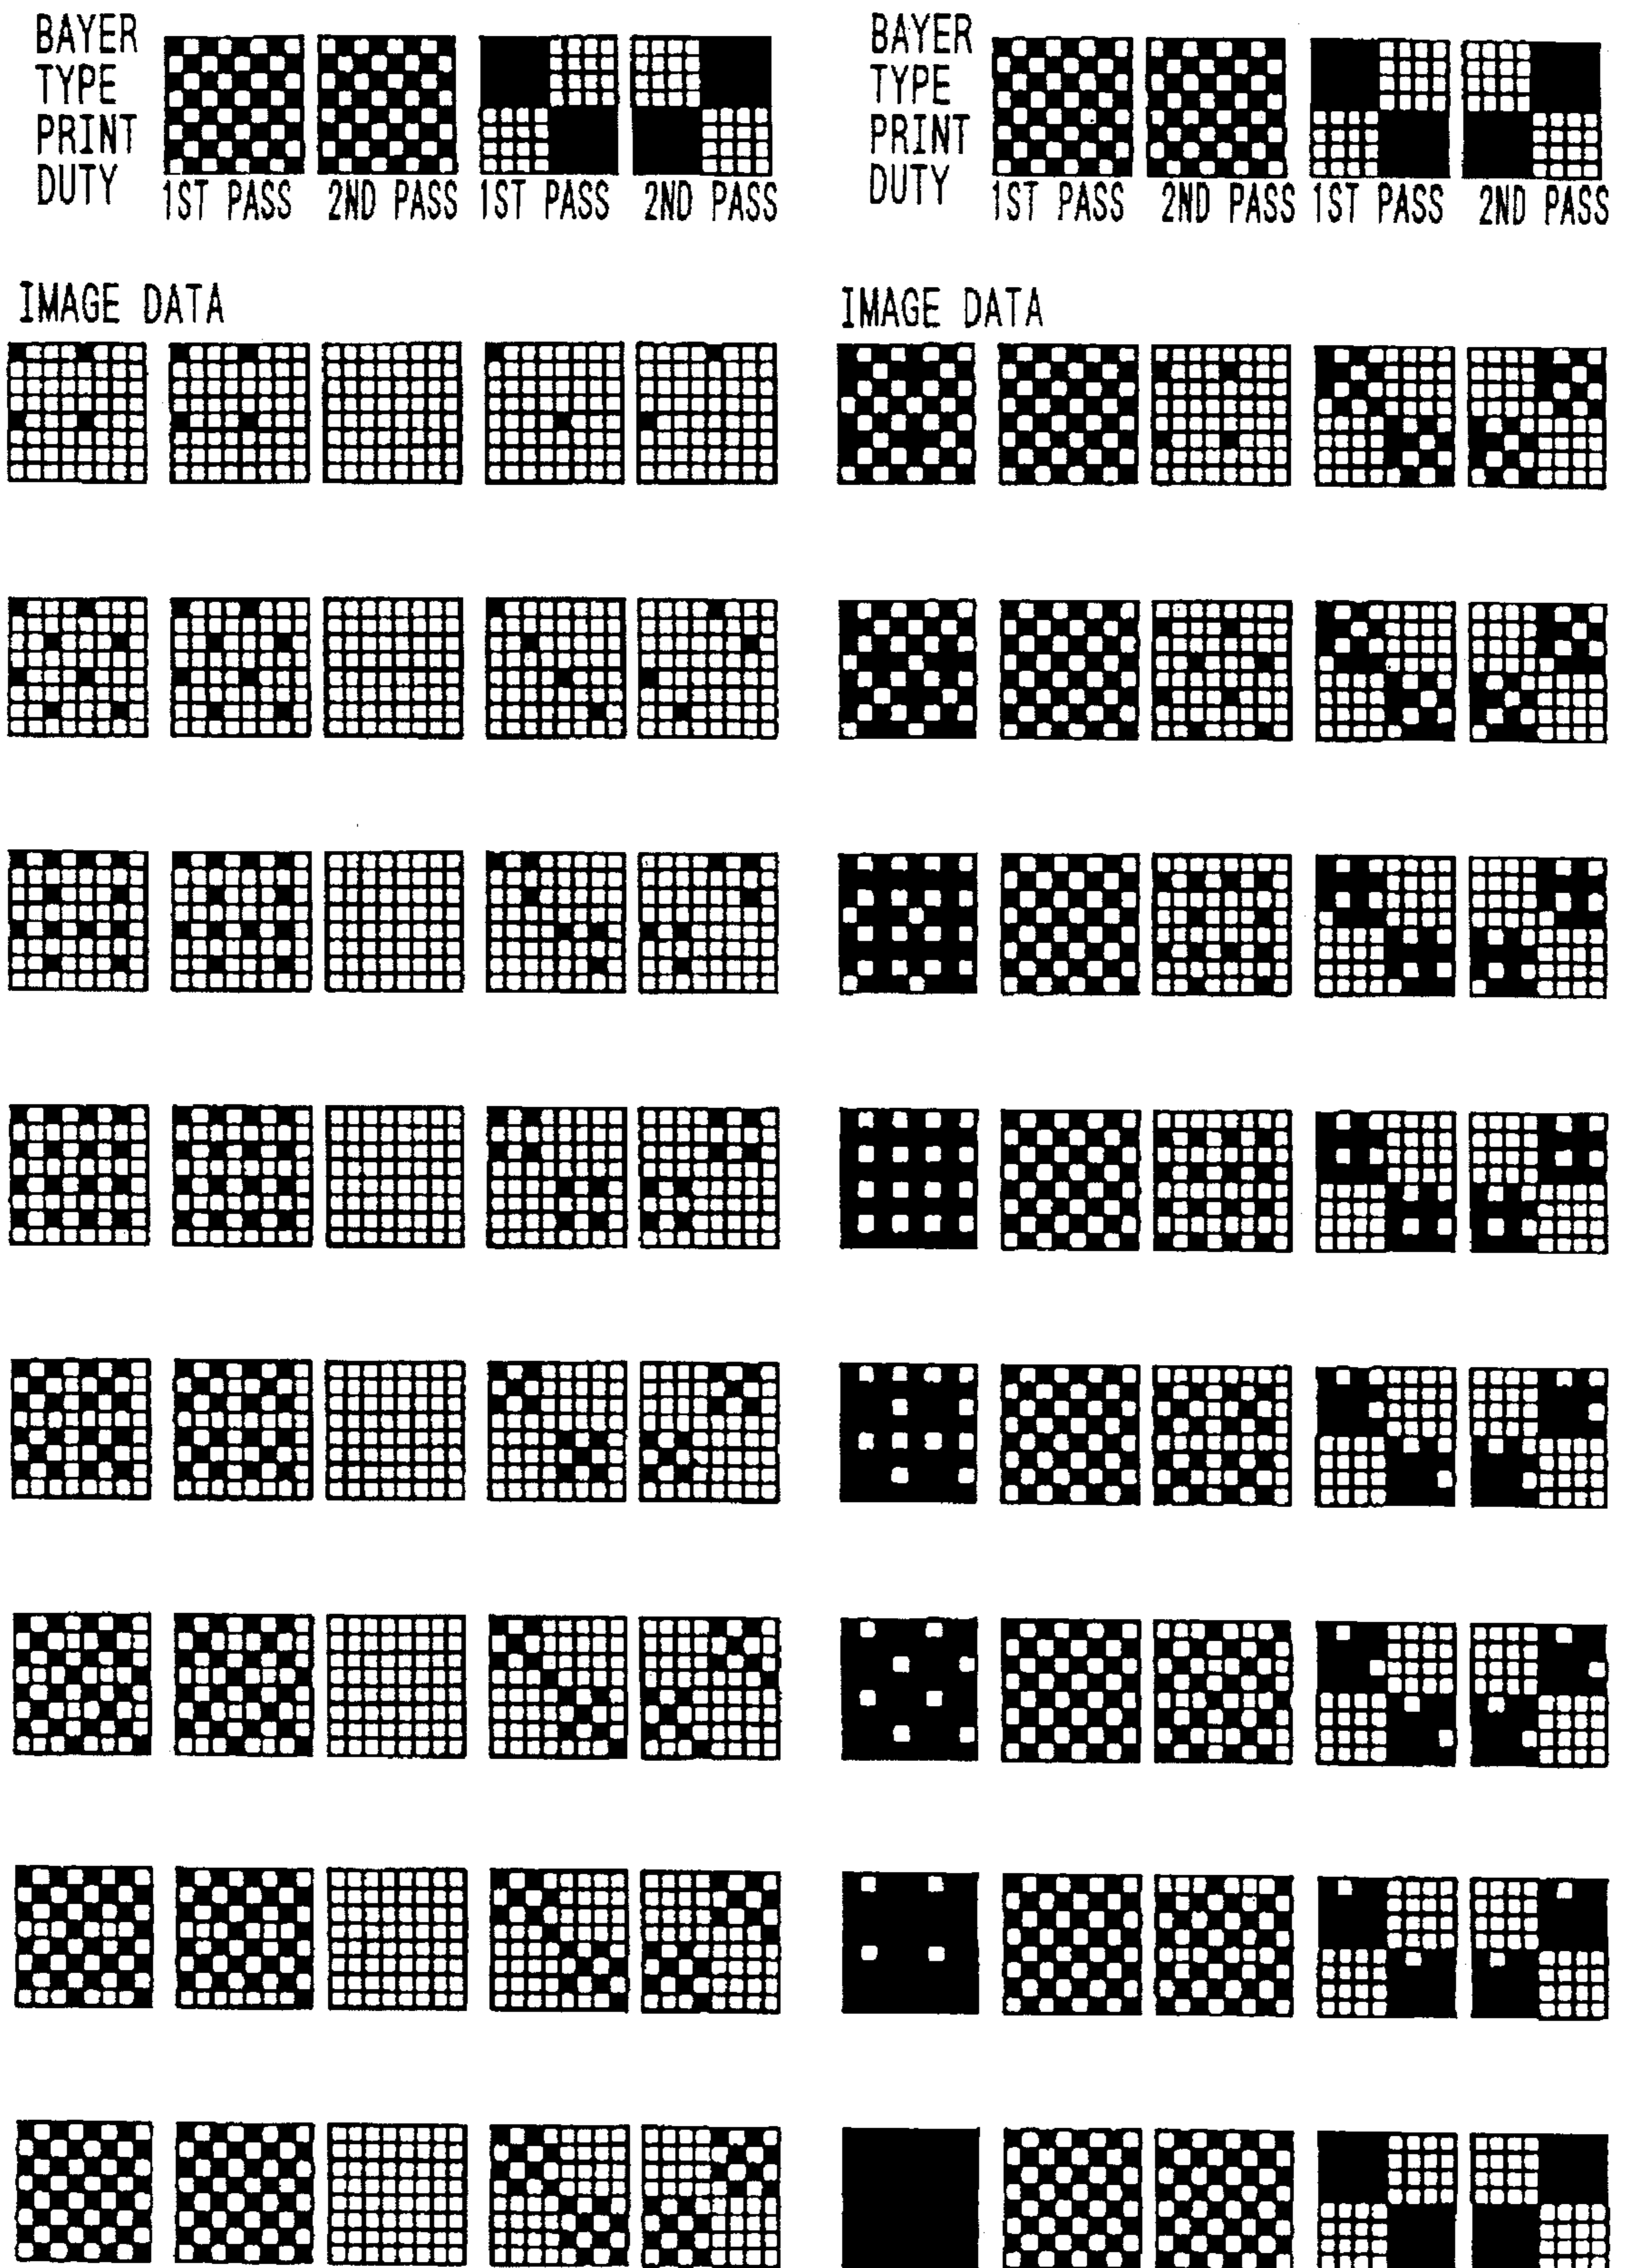 BAYER
TYPE
PRINT
DUTY
1ST PASS 2ND PASS 1ST PASS 2ND PASS
IMAGE DATA
BAYER
TYPE
PRINT
DUTY
1ST PASS 2ND PASS 1ST PASS 2ND PASS
IMAGE DATA